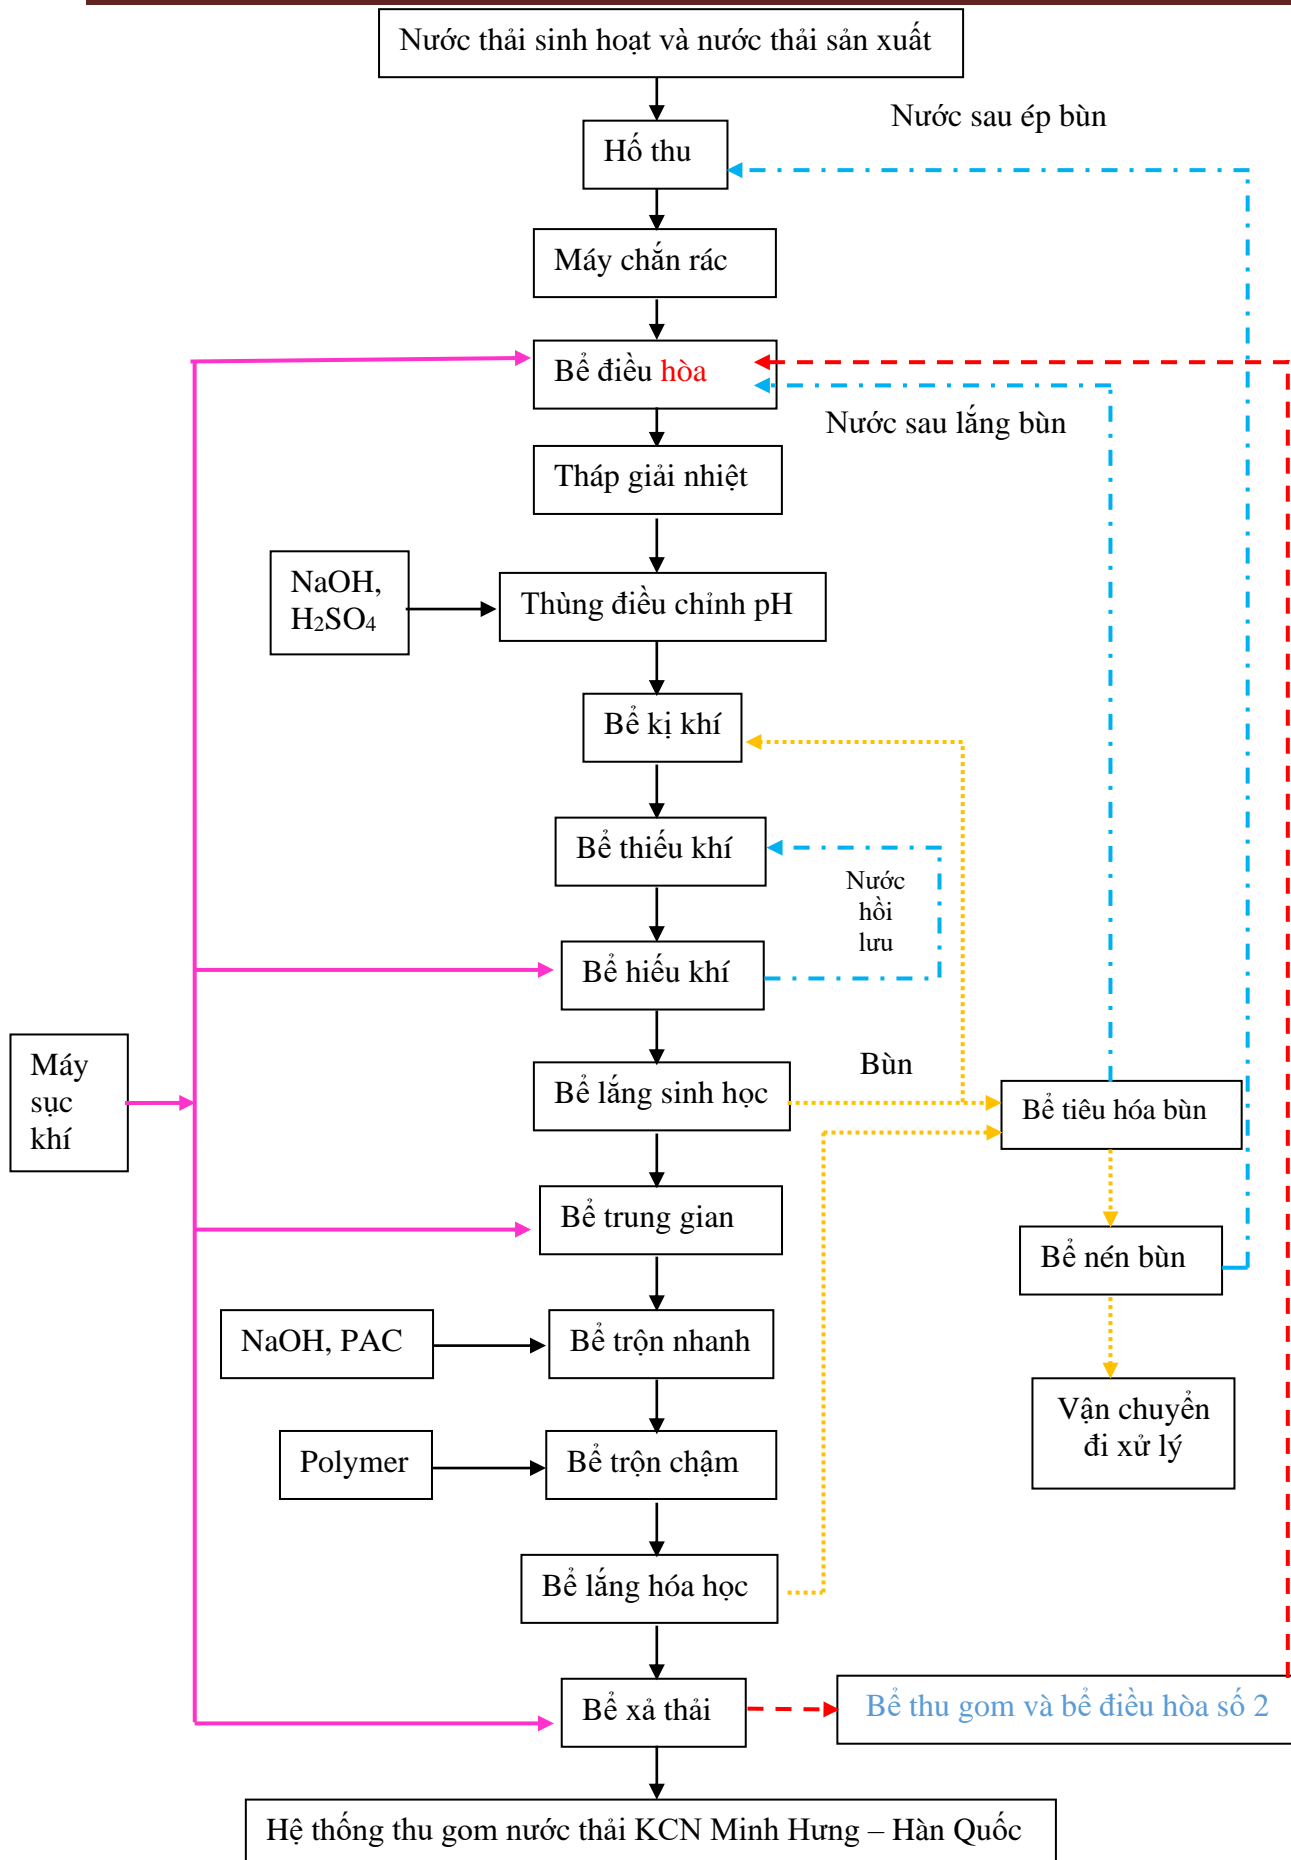 Nước thải sinh hoạt và nước thải sản xuất
Nước sau ép bùn
Hố thu
Máy chắn rác
Bể điều hòa
Nước sau lắng bùn
Tháp giải nhiệt
NaOH,
H₂SO₄
Thùng điều chỉnh pH
Bể kị khí
Bể thiếu khí
Nước
hồi
lưu
Bể hiếu khí
Máy
sục
khí
Bể lắng sinh học
Bùn
Bể tiêu hóa bùn
Bể trung gian
Bể nén bùn
NaOH, PAC
Bể trộn nhanh
Vận chuyển
đi xử lý
Polymer
Bể trộn chậm
Bể lắng hóa học
Bể xả thải
Bể thu gom và bể điều hòa số 2
Hệ thống thu gom nước thải KCN Minh Hưng – Hàn Quốc